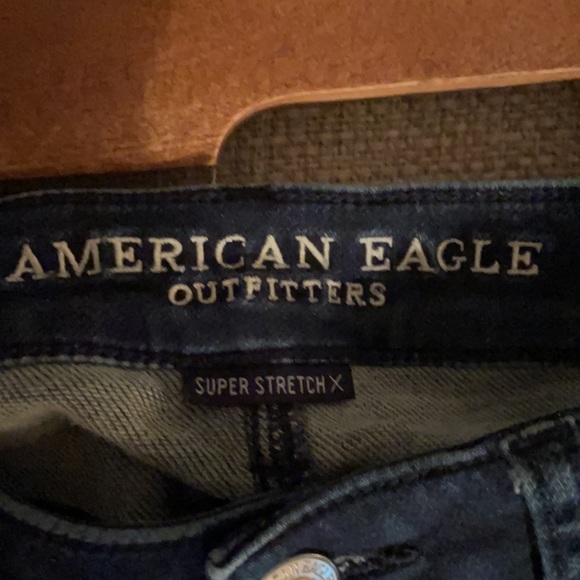 AMERICAN EAGLE
OUTFITTERS
SUPER STRETCH X